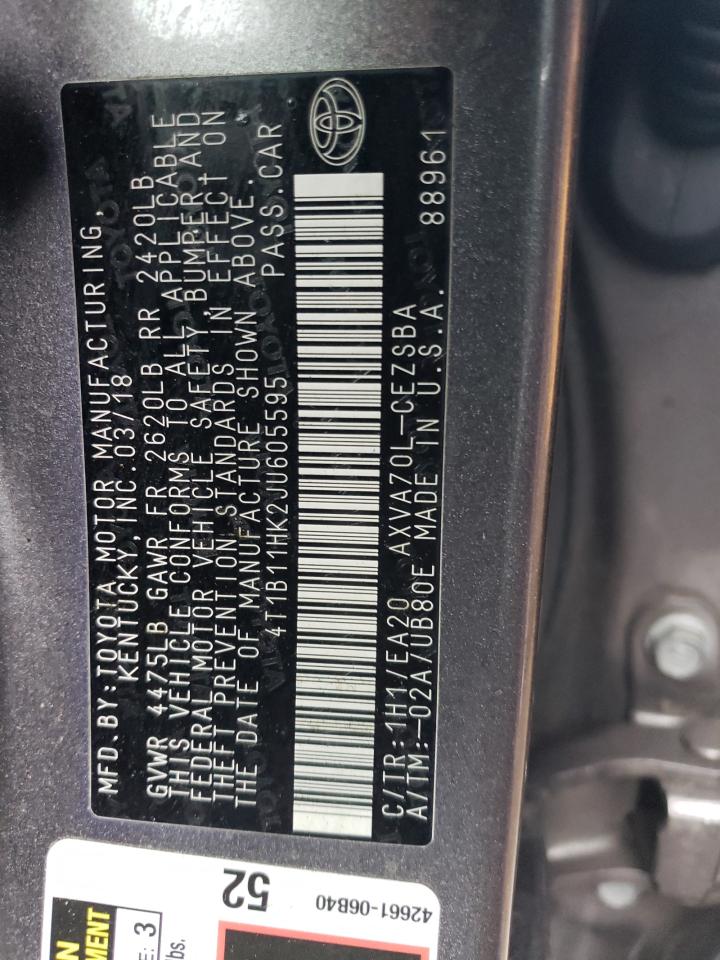 MFD.BY:TOYOTA MOTOR MANUFACTURING,
KENTUCKY, INC.03/18
GVWR 4475LB GAWR FR 2620LB RR 2420LB
THIS VEHICLE CONFORMS TO ALL APPLICABLE
FEDERAL MOTOR VEHICLE SAFETY, BUMPER, AND
THEFT PREVENTION STANDARDS IN EFFECT ON
THE DATE OF MANUFACTURE SHOWN ABOVE.
4T1B11HK2JU605595 PASS.CAR
C/TR:1H1/EA20 AXVA70L-CEZSBA
A/TM:-02A/UB80E MADE IN U.S.A. 88961
52
42661-06B40
3
lbs.